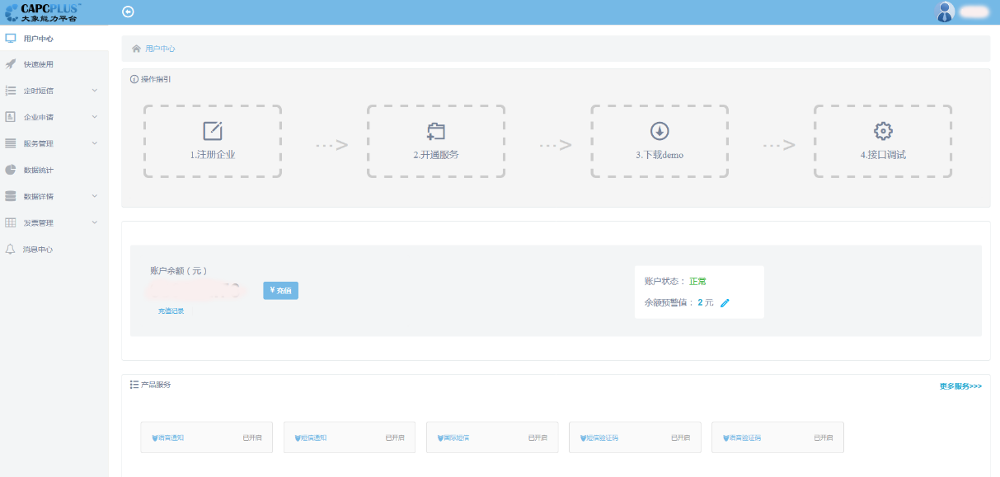 CAPCPLUS™
大象能力平台
用户中心
快速使用
定时短信
企业申请
服务管理
数据统计
数据详情
发票管理
消息中心
用户中心
操作指引
1.注册企业
2.开通服务
3.下载demo
4.接口调试
账户余额（元）
¥ 充值
充值记录
账户状态： 正常
余额预警值： 2 元
产品服务
更多服务>>>
语音通知 已开启
短信通知 已开启
国际短信 已开启
短信验证码 已开启
语音验证码 已开启